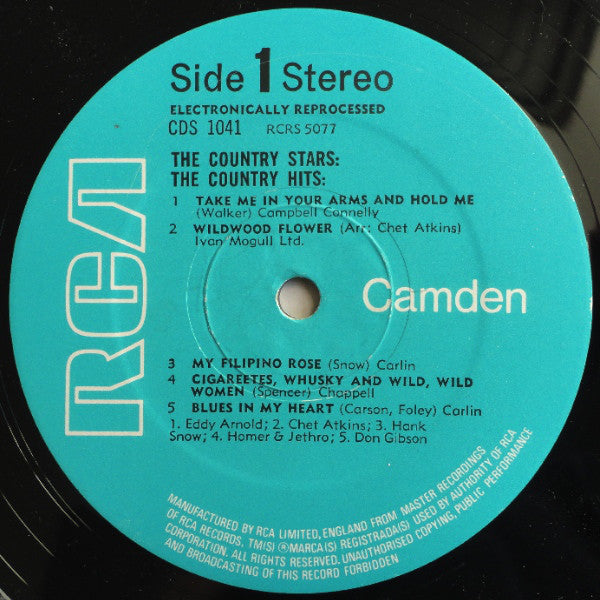 Side 1 Stereo
ELECTRONICALLY REPROCESSED
CDS 1041 RCRS 5077
THE COUNTRY STARS:
THE COUNTRY HITS:
1 TAKE ME IN YOUR ARMS AND HOLD ME
(Walker) Campbell Connelly
2 WILDWOOD FLOWER (Arr: Chet Atkins)
Ivan Mogull Ltd.
RCA
Camden
3 MY FILIPINO ROSE (Snow) Carlin
4 CIGAREETES, WHUSKY AND WILD, WILD
WOMEN (Spencer) Chappell
5 BLUES IN MY HEART (Carson, Foley) Carlin
1. Eddy Arnold; 2. Chet Atkins; 3. Hank
Snow; 4. Homer & Jethro; 5. Don Gibson
MANUFACTURED BY RCA LIMITED, ENGLAND FROM MASTER RECORDINGS
OF RCA RECORDS, TM(S) ® MARCA(S) REGISTRADA(S) USED BY AUTHORITY OF RCA
CORPORATION. ALL RIGHTS RESERVED. UNAUTHORISED COPYING, PUBLIC PERFORMANCE
AND BROADCASTING OF THIS RECORD FORBIDDEN